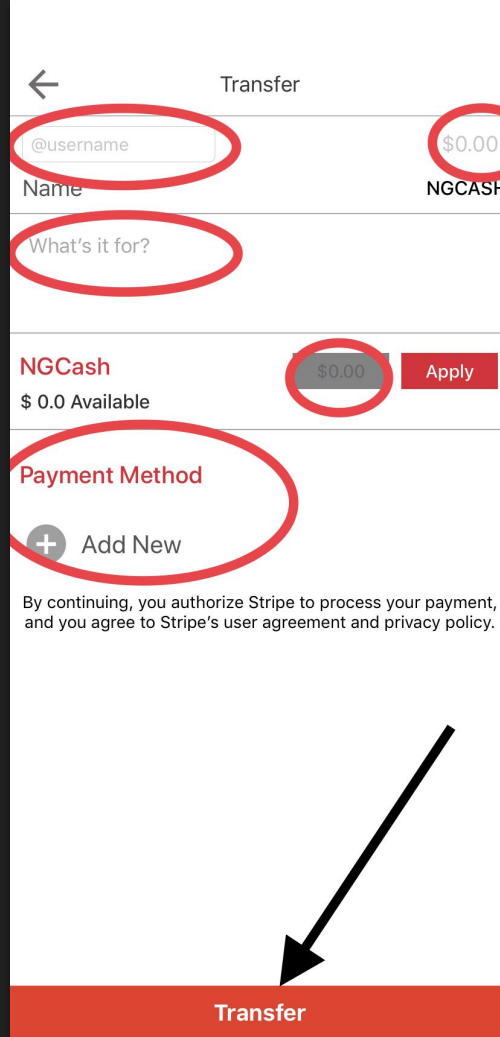 Transfer
@username
$0.00
Name
NGCASH
What's it for?
NGCash
$0.00
Apply
$ 0.0 Available
Payment Method
+ Add New
By continuing, you authorize Stripe to process your payment,
and you agree to Stripe's user agreement and privacy policy.
Transfer